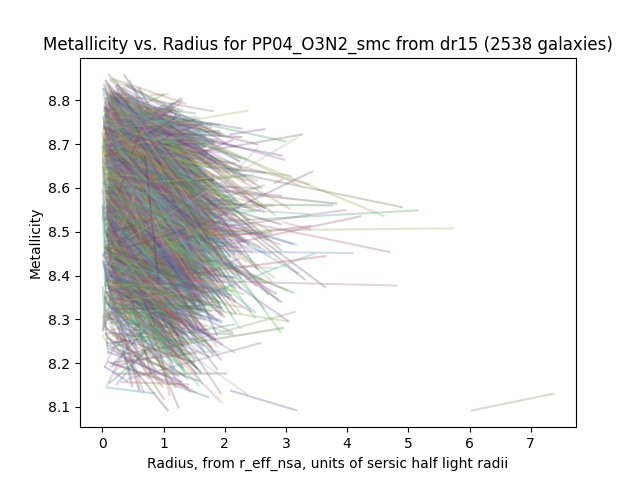 Metallicity vs. Radius for PP04_O3N2_smc from dr15 (2538 galaxies)
8.8
8.7
8.6
8.5
8.4
8.3
8.2
8.1
Metallicity
0 1 2 3 4 5 6 7
Radius, from r_eff_nsa, units of sersic half light radii